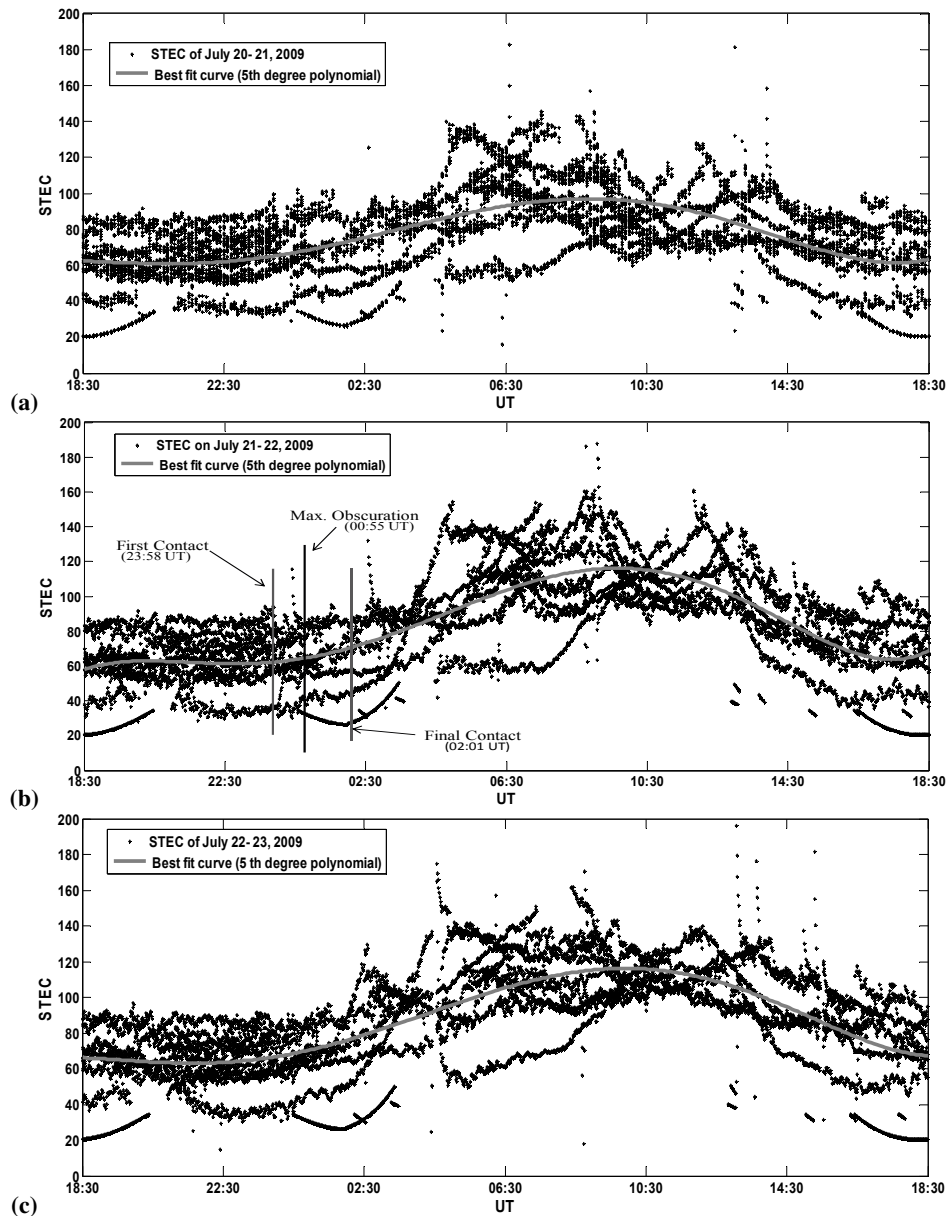 200
180
160
140
120
100
80
60
40
20
0
STEC
STEC of July 20- 21, 2009
Best fit curve (5th degree polynomial)
18:30 22:30 02:30 06:30 10:30 14:30 18:30
UT
(a)
200
180
160
140
120
100
80
60
40
20
0
STEC
STEC on July 21- 22, 2009
Best fit curve (5th degree polynomial)
Max. Obscuration
(00:55 UT)
First Contact
(23:58 UT)
Final Contact
(02:01 UT)
18:30 22:30 02:30 06:30 10:30 14:30 18:30
UT
(b)
200
180
160
140
120
100
80
60
40
20
0
STEC
STEC of July 22- 23, 2009
Best fit curve (5 th degree polynomial)
18:30 22:30 02:30 06:30 10:30 14:30 18:30
UT
(c)